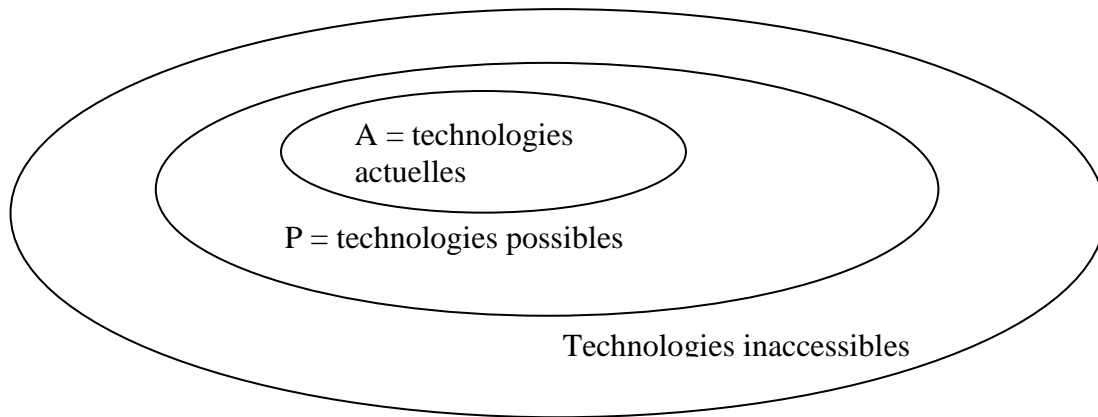 A = technologies
actuelles
P = technologies possibles
Technologies inaccessibles